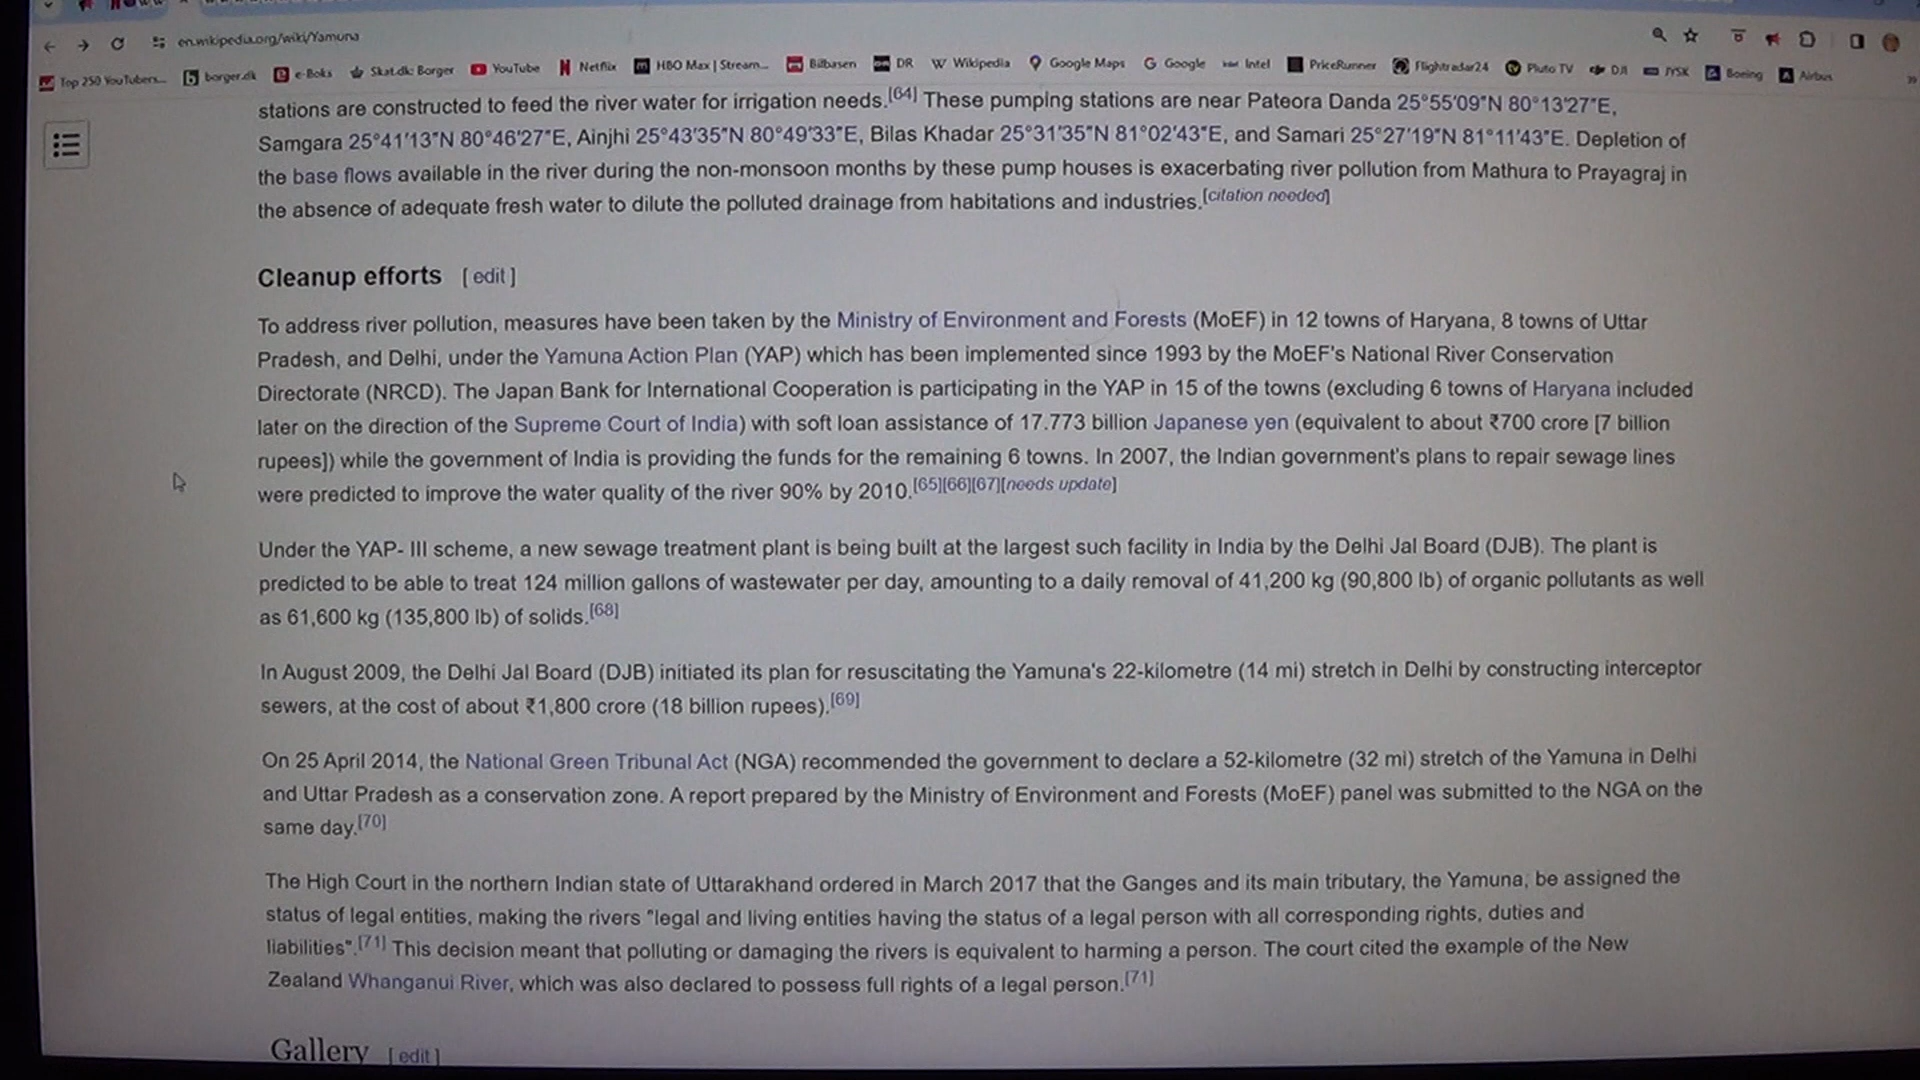 en.wikipedia.org/wiki/Yamuna
Top 250 YouTubers... borger.dk e-Boks Skat.dk: Borger YouTube Netflix HBO Max | Stream... Bilbasen DR Wikipedia Google Maps Google Intel PriceRunner Flightradar24 Pluto TV DJI JYSK Boeing Airbus
stations are constructed to feed the river water for irrigation needs.[64] These pumping stations are near Pateora Danda 25°55′09″N 80°13′27″E,
Samgara 25°41′13″N 80°46′27″E, Ainjhi 25°43′35″N 80°49′33″E, Bilas Khadar 25°31′35″N 81°02′43″E, and Samari 25°27′19″N 81°11′43″E. Depletion of
the base flows available in the river during the non-monsoon months by these pump houses is exacerbating river pollution from Mathura to Prayagraj in
the absence of adequate fresh water to dilute the polluted drainage from habitations and industries.[citation needed]
Cleanup efforts [ edit ]
To address river pollution, measures have been taken by the Ministry of Environment and Forests (MoEF) in 12 towns of Haryana, 8 towns of Uttar
Pradesh, and Delhi, under the Yamuna Action Plan (YAP) which has been implemented since 1993 by the MoEF's National River Conservation
Directorate (NRCD). The Japan Bank for International Cooperation is participating in the YAP in 15 of the towns (excluding 6 towns of Haryana included
later on the direction of the Supreme Court of India) with soft loan assistance of 17.773 billion Japanese yen (equivalent to about ₹700 crore [7 billion
rupees]) while the government of India is providing the funds for the remaining 6 towns. In 2007, the Indian government's plans to repair sewage lines
were predicted to improve the water quality of the river 90% by 2010.[65][66][67][needs update]
Under the YAP- III scheme, a new sewage treatment plant is being built at the largest such facility in India by the Delhi Jal Board (DJB). The plant is
predicted to be able to treat 124 million gallons of wastewater per day, amounting to a daily removal of 41,200 kg (90,800 lb) of organic pollutants as well
as 61,600 kg (135,800 lb) of solids.[68]
In August 2009, the Delhi Jal Board (DJB) initiated its plan for resuscitating the Yamuna's 22-kilometre (14 mi) stretch in Delhi by constructing interceptor
sewers, at the cost of about ₹1,800 crore (18 billion rupees).[69]
On 25 April 2014, the National Green Tribunal Act (NGA) recommended the government to declare a 52-kilometre (32 mi) stretch of the Yamuna in Delhi
and Uttar Pradesh as a conservation zone. A report prepared by the Ministry of Environment and Forests (MoEF) panel was submitted to the NGA on the
same day.[70]
The High Court in the northern Indian state of Uttarakhand ordered in March 2017 that the Ganges and its main tributary, the Yamuna, be assigned the
status of legal entities, making the rivers "legal and living entities having the status of a legal person with all corresponding rights, duties and
liabilities".[71] This decision meant that polluting or damaging the rivers is equivalent to harming a person. The court cited the example of the New
Zealand Whanganui River, which was also declared to possess full rights of a legal person.[71]
Gallery [ edit ]